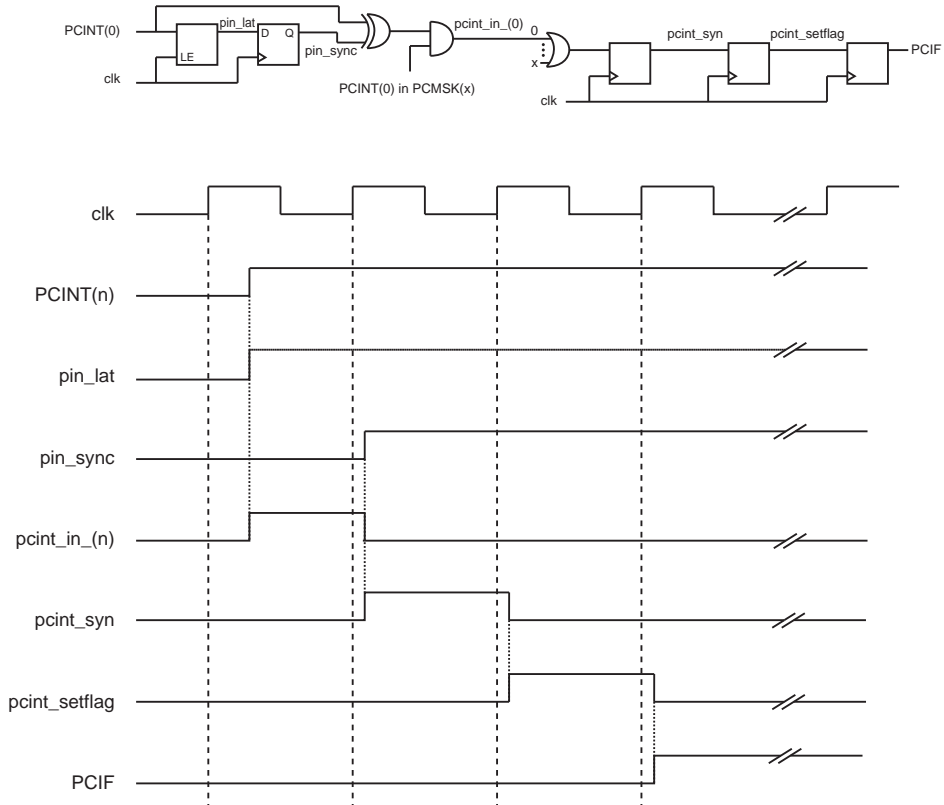 PCINT(0)
pin_lat
LE
D Q
pin_sync
clk
pcint_in_(0)
PCINT(0) in PCMSK(x)
0
x
clk
pcint_syn
pcint_setflag
PCIF
clk
PCINT(n)
pin_lat
pin_sync
pcint_in_(n)
pcint_syn
pcint_setflag
PCIF